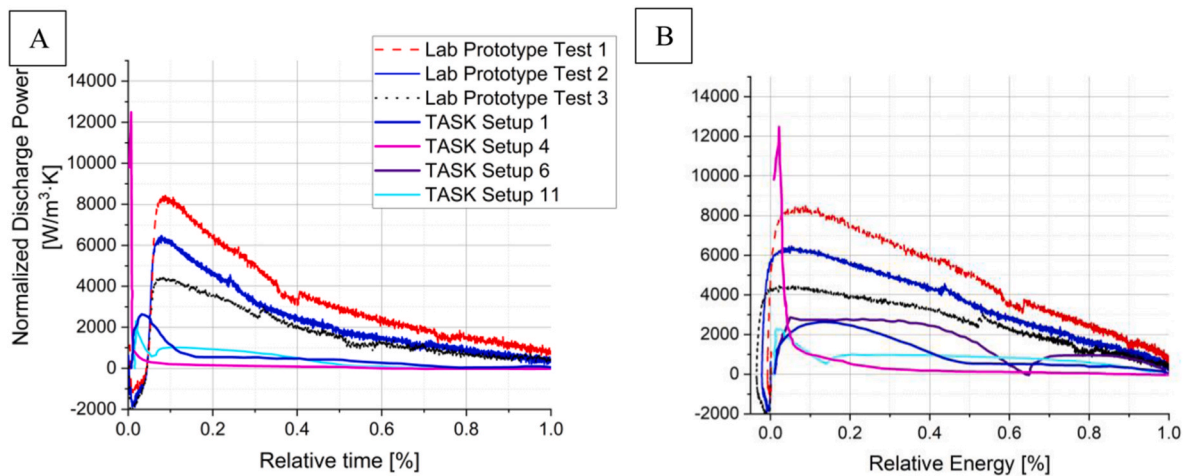 A
Normalized Discharge Power
[W/m³·K]
14000
12000
10000
8000
6000
4000
2000
0
-2000
0.0 0.2 0.4 0.6 0.8 1.0
Relative time [%]
Lab Prototype Test 1
Lab Prototype Test 2
Lab Prototype Test 3
TASK Setup 1
TASK Setup 4
TASK Setup 6
TASK Setup 11
B
14000
12000
10000
8000
6000
4000
2000
0
-2000
0.0 0.2 0.4 0.6 0.8 1.0
Relative Energy [%]